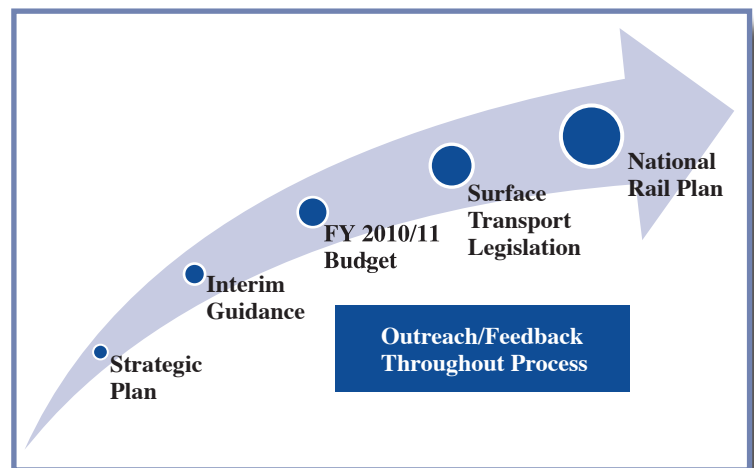 Strategic
Plan
Interim
Guidance
FY 2010/11
Budget
Surface
Transport
Legislation
National
Rail Plan
Outreach/Feedback
Throughout Process